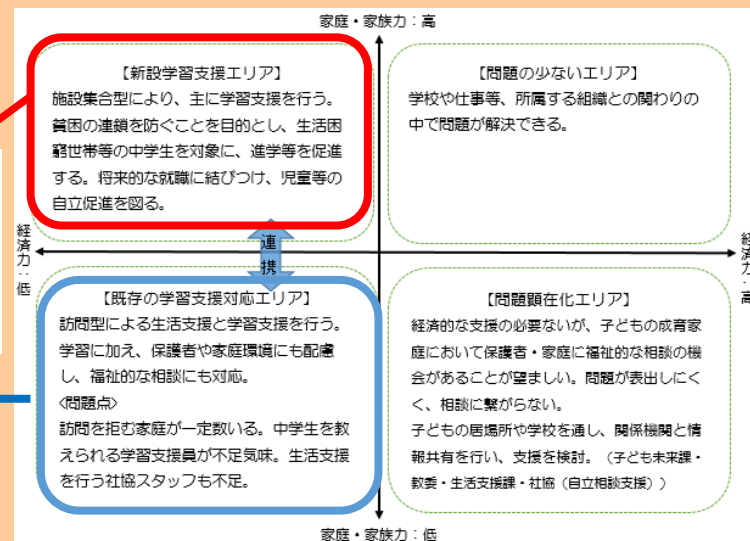 家庭・家族力：高
【新設学習支援エリア】
施設集合型により、主に学習支援を行う。
貧困の連鎖を防ぐことを目的とし、生活困
窮世帯等の中学生を対象に、進学等を促進
する。将来的な就職に結びつけ、児童等の
自立促進を図る。
【問題の少ないエリア】
学校や仕事等、所属する組織との関わりの
中で問題が解決できる。
経済力：低
連携
経済力：高
【既存の学習支援対応エリア】
訪問型による生活支援と学習支援を行う。
学習に加え、保護者や家庭環境にも配慮
し、福祉的な相談にも対応。
〈問題点〉
訪問を拒む家庭が一定数いる。中学生を教
えられる学習支援員が不足気味。生活支援
を行う社協スタッフも不足。
【問題顕在化エリア】
経済的な支援の必要ないが、子どもの成育家
庭において保護者・家庭に福祉的な相談の機
会があることが望ましい。問題が表出しにく
く、相談に繋がらない。
子どもの居場所や学校を通し、関係機関と情
報共有を行い、支援を検討。（子ども未来課・
教委・生活支援課・社協（自立相談支援））
家庭・家族力：低